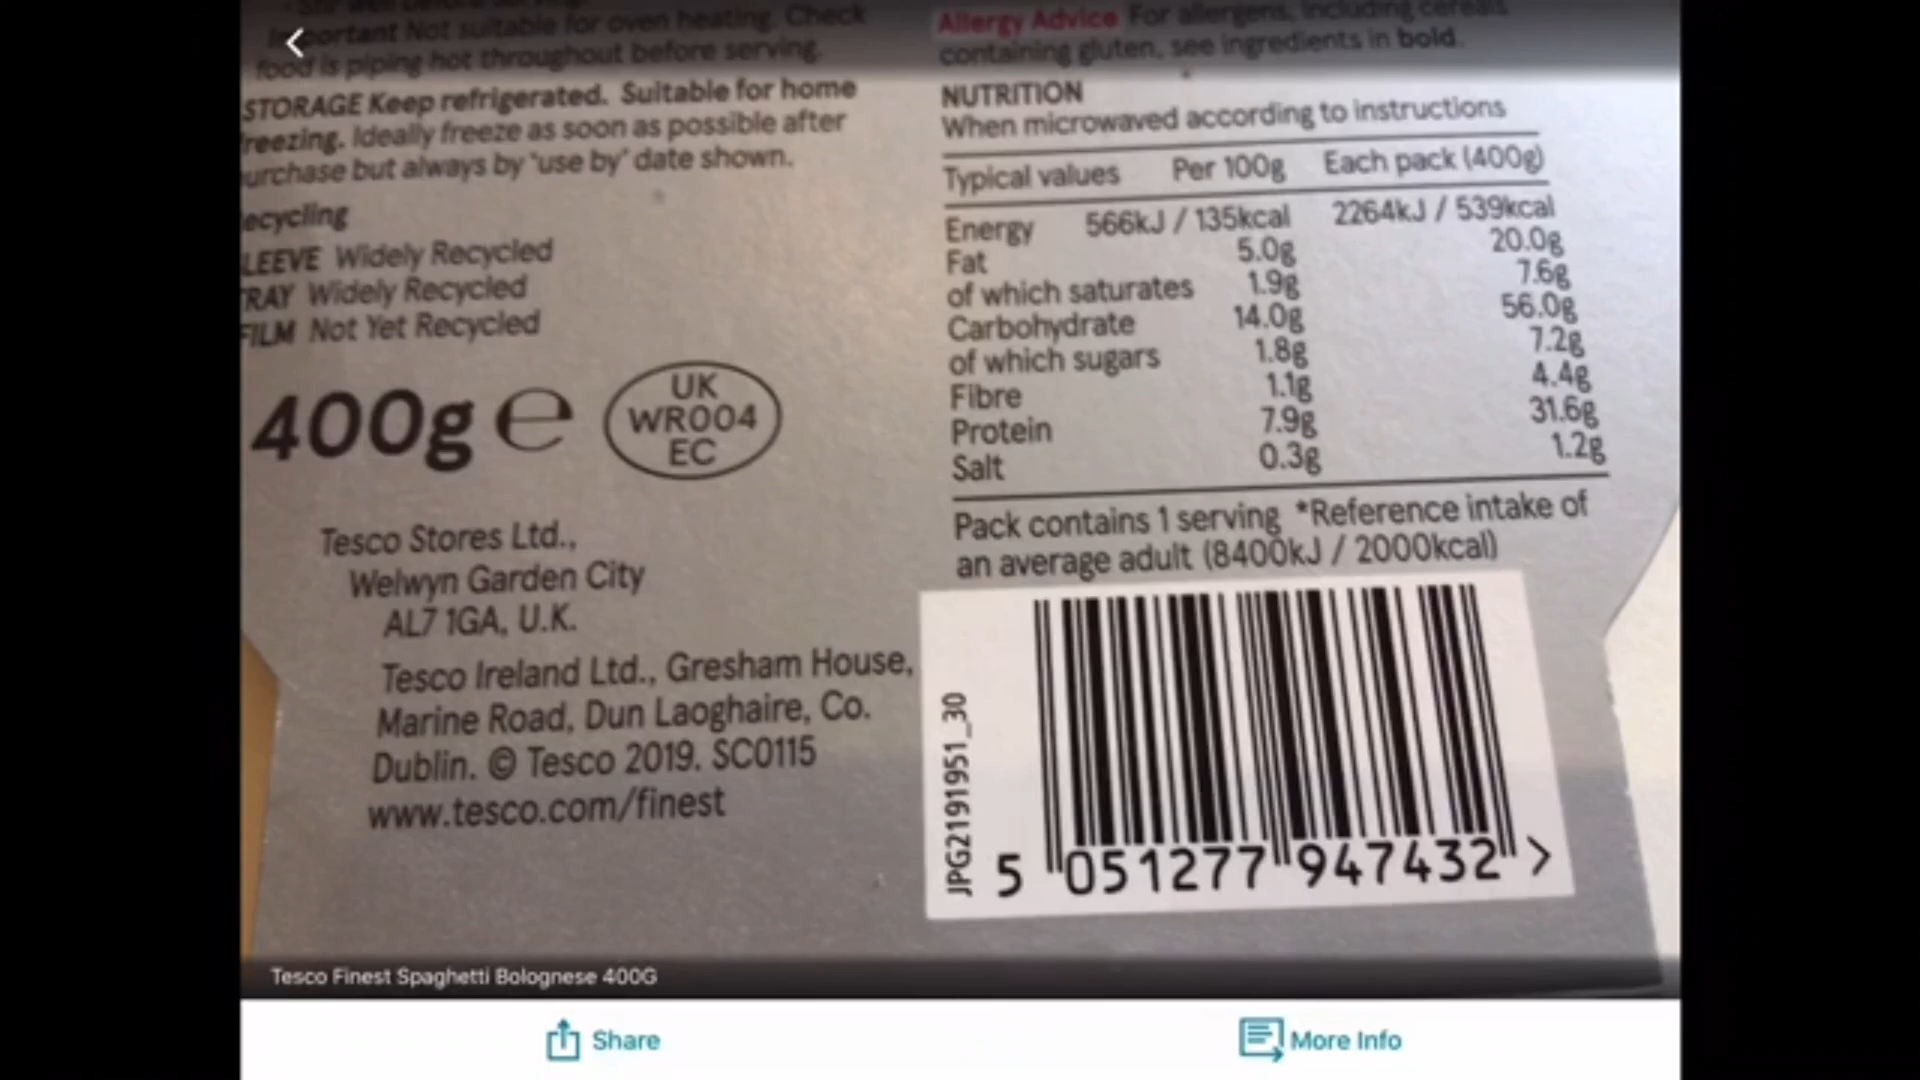 Important Not suitable for oven heating. Check
food is piping hot throughout before serving.
STORAGE Keep refrigerated. Suitable for home
reezing. Ideally freeze as soon as possible after
urchase but always by "use by" date shown.
ecycling
LEEVE Widely Recycled
RAY Widely Recycled
FILM Not Yet Recycled
400g e
UK
WR004
EC
Tesco Stores Ltd.,
Welwyn Garden City
AL7 1GA, U.K.
Tesco Ireland Ltd., Gresham House,
Marine Road, Dun Laoghaire, Co.
Dublin. © Tesco 2019. SC0115
www.tesco.com/finest
Allergy Advice For allergens, including cereals
containing gluten, see ingredients in bold.
NUTRITION
When microwaved according to instructions
Typical values Per 100g Each pack (400g)
Energy 566kJ / 135kcal 2264kJ / 539kcal
Fat 5.0g 20.0g
of which saturates 1.9g 7.6g
Carbohydrate 14.0g 56.0g
of which sugars 1.8g 7.2g
Fibre 1.1g 4.4g
Protein 7.9g 31.6g
Salt 0.3g 1.2g
Pack contains 1 serving *Reference intake of
an average adult (8400kJ / 2000kcal)
JPG2191951_30
5 051277 947432 >
Tesco Finest Spaghetti Bolognese 400G
Share
More Info